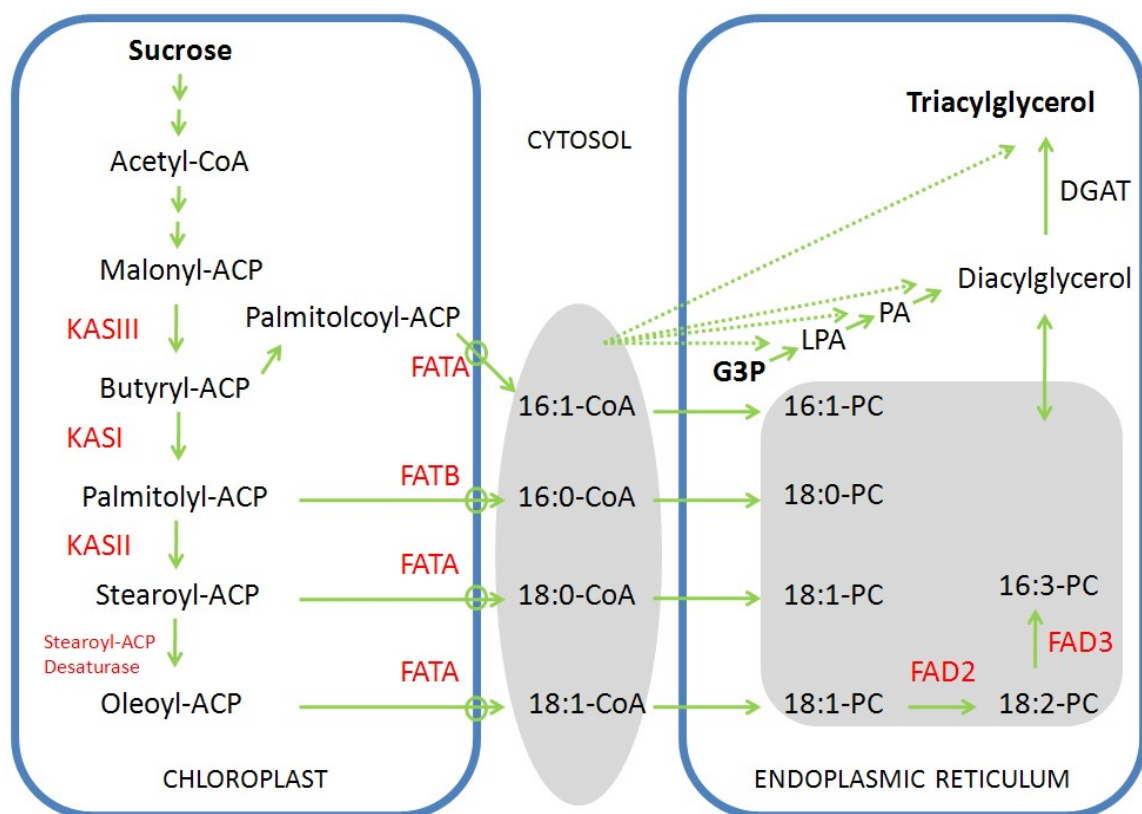 Sucrose
Acetyl-CoA
Malonyl-ACP
KASIII
Palmitolcoyl-ACP
FATA
Butyryl-ACP
KASI
Palmitolyl-ACP
FATB
KASII
Stearoyl-ACP
FATA
Stearoyl-ACP
Desaturase
Oleoyl-ACP
FATA
CHLOROPLAST
CYTOSOL
16:1-CoA
16:0-CoA
18:0-CoA
18:1-CoA
Triacylglycerol
DGAT
Diacylglycerol
PA
LPA
G3P
16:1-PC
18:0-PC
18:1-PC
16:3-PC
FAD3
FAD2
18:1-PC
18:2-PC
ENDOPLASMIC RETICULUM